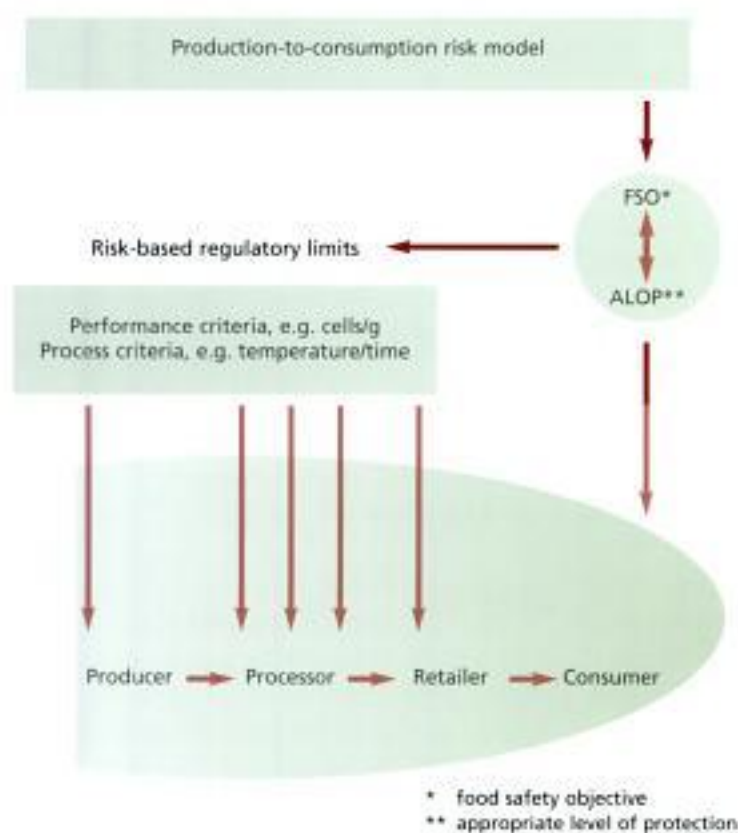 Production-to-consumption risk model
FSO*
Risk-based regulatory limits
ALOP**
Performance criteria, e.g. cells/g
Process criteria, e.g. temperature/time
Producer
Processor
Retailer
Consumer
* food safety objective
** appropriate level of protection